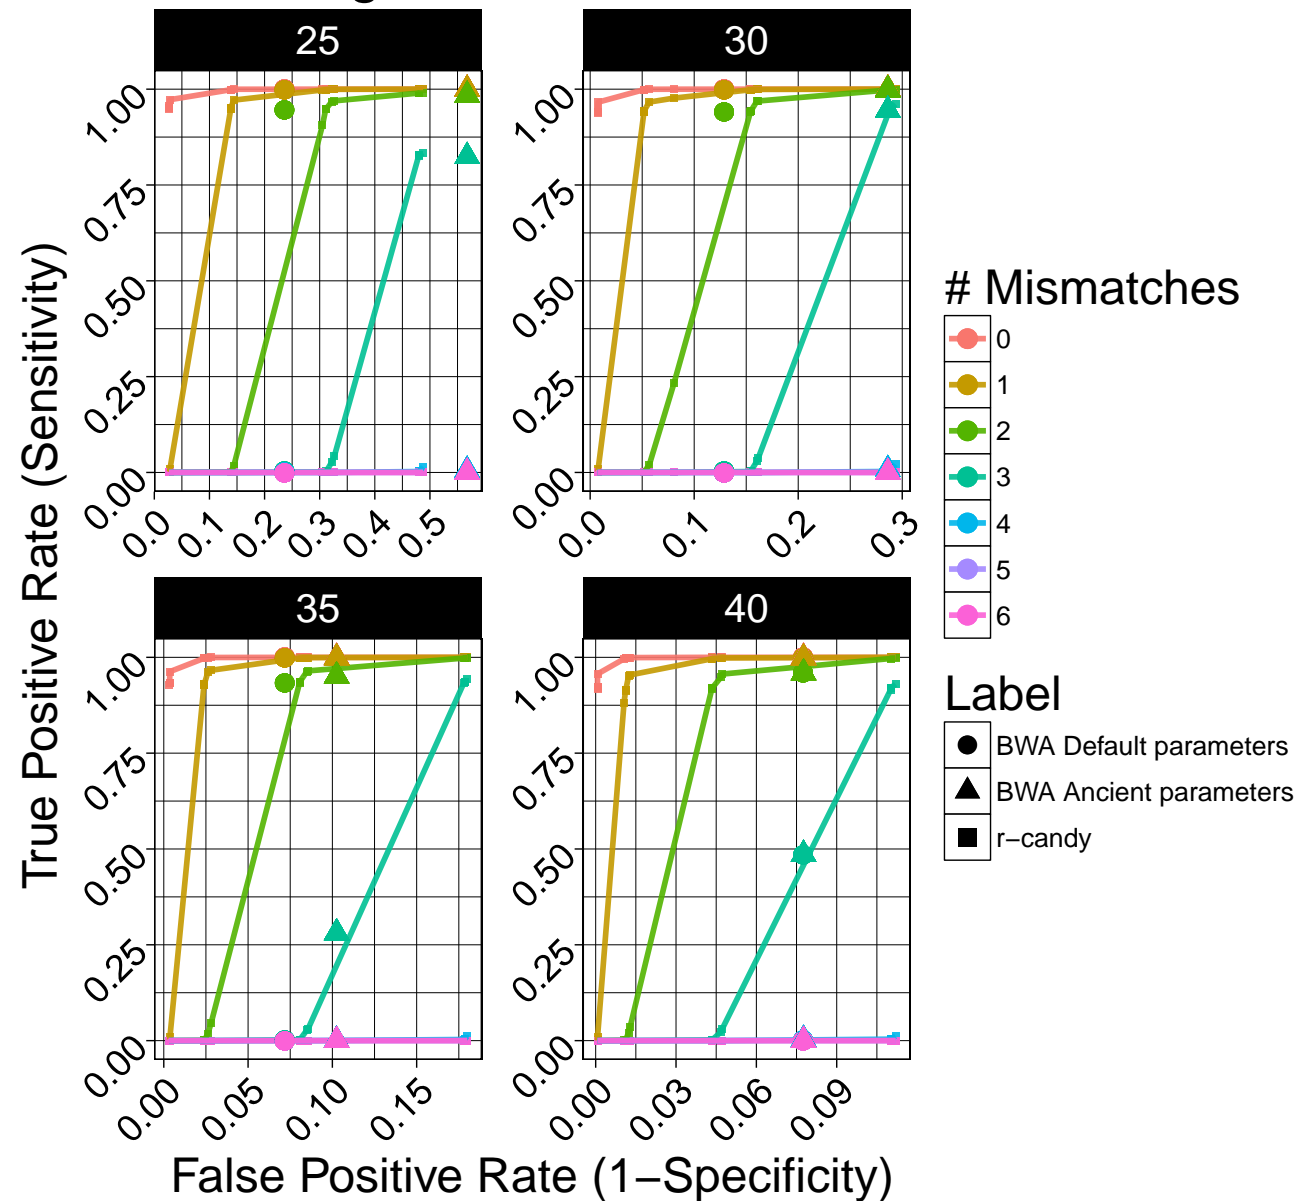 25
30
1.00
0.75
0.50
0.25
0.00
0.0 0.1 0.2 0.3 0.4 0.5
1.00
0.75
0.50
0.25
0.00
0.0 0.1 0.2 0.3
35
40
1.00
0.75
0.50
0.25
0.00
0.00 0.05 0.10 0.15
1.00
0.75
0.50
0.25
0.00
0.00 0.03 0.06 0.09
True Positive Rate (Sensitivity)
False Positive Rate (1−Specificity)
# Mismatches
0
1
2
3
4
5
6
Label
BWA Default parameters
BWA Ancient parameters
r−candy